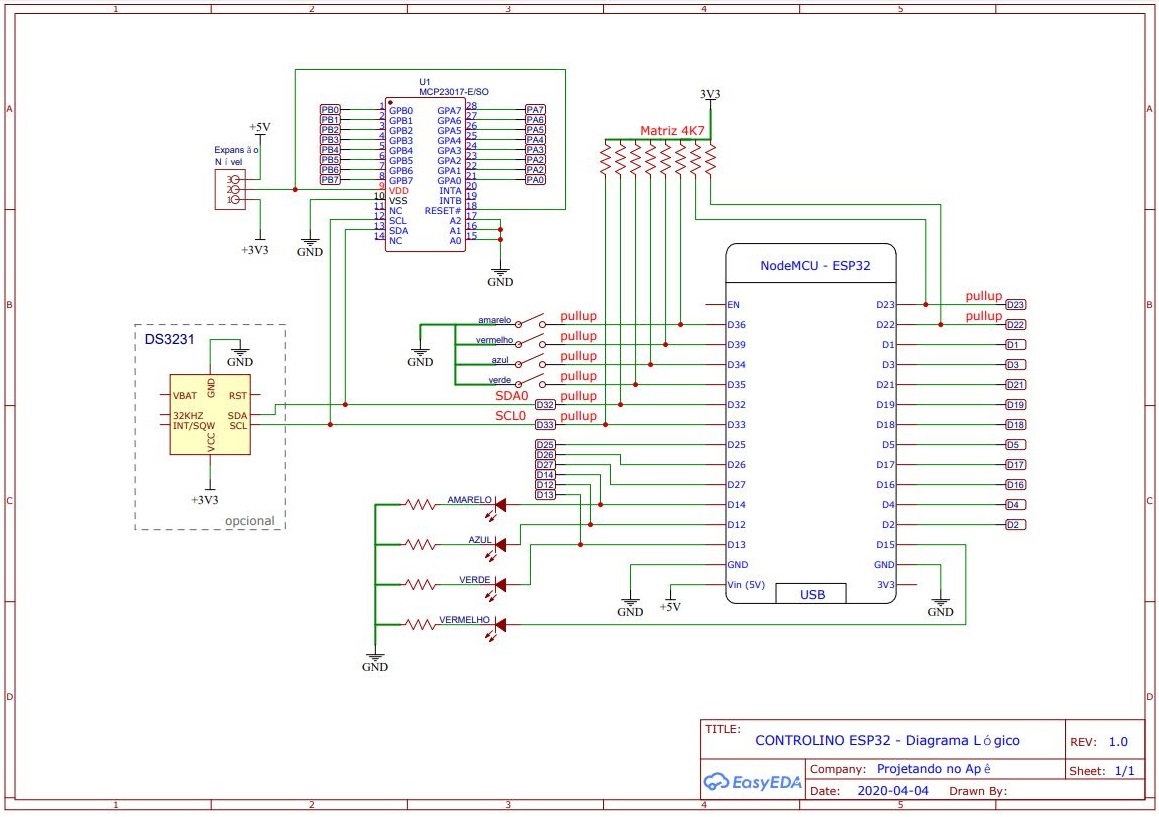 1 2 3 4 5
A
B
C
D
A
B
C
D
U1
MCP23017-E/SO
PB0 1 GPB0 GPA7 28 PA7
PB1 2 GPB1 GPA6 27 PA6
PB2 3 GPB2 GPA5 26 PA5
PB3 4 GPB3 GPA4 25 PA4
PB4 5 GPB4 GPA3 24 PA3
PB5 6 GPB5 GPA2 23 PA2
PB6 7 GPB6 GPA1 22 PA2
PB7 8 GPB7 GPA0 21 PA0
9 VDD INTA 20
10 VSS INTB 19
11 NC RESET# 18
12 SCL A2 17
13 SDA A1 16
14 NC A0 15
+5V
Expansão
Nível
3
2
1
+3V3
GND
GND
3V3
Matriz 4K7
NodeMCU - ESP32
EN D23 pullup D23
amarelo pullup D36 D22 pullup D22
vermelho pullup D39 D1 D1
azul pullup D34 D3 D3
verde pullup D35 D21 D21
SDA0 D32 pullup D32 D19 D19
SCL0 D33 pullup D33 D18 D18
D25 D25 D5 D5
D26
D27 D26 D17 D17
D14
D12 D27 D16 D16
D13
D14 D4 D4
D12 D2 D2
D13 D15
GND GND
Vin (5V) 3V3
USB
GND
+5V
GND
GND
DS3231
GND
GND
VBAT RST
32KHZ SDA
INT/SQW SCL
VCC
+3V3
opcional
AMARELO
AZUL
VERDE
VERMELHO
GND
TITLE:
CONTROLINO ESP32 - Diagrama Lógico
REV: 1.0
EasyEDA
Company: Projetando no Apê
Sheet: 1/1
Date: 2020-04-04 Drawn By:
1 2 3 4 5